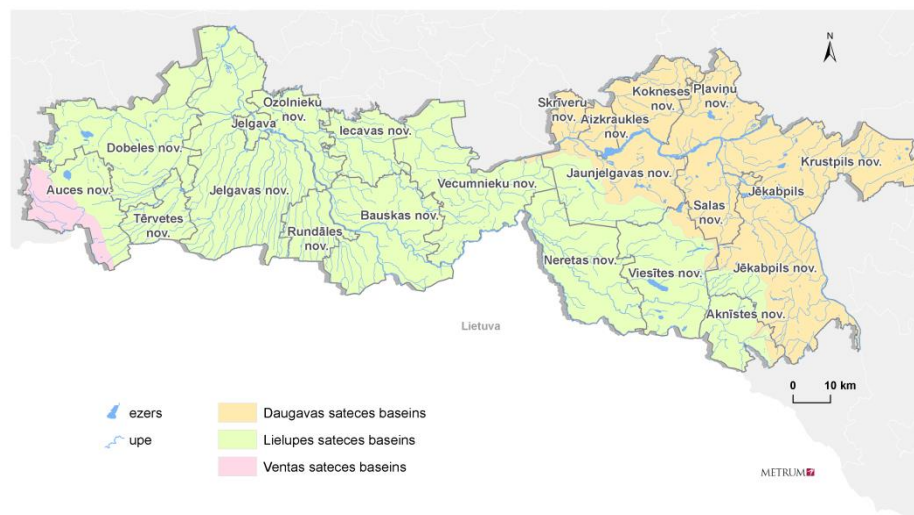 N
Skrīveru
nov.
Kokneses
nov.
Pļaviņu
nov.
Aizkraukles
nov.
Ozolnieku
nov.
Jelgava
Iecavas nov.
Dobeles nov.
Krustpils nov.
Jaunjelgavas nov.
Auces nov.
Jelgavas nov.
Vecumnieku nov.
Jēkabpils
Salas
nov.
Tērvetes
nov.
Bauskas nov.
Rundāles
nov.
Neretas nov.
Viesītes nov.
Jēkabpils nov.
Aknīstes nov.
Lietuva
0 10 km
ezers
upe
Daugavas sateces baseins
Lielupes sateces baseins
Ventas sateces baseins
METRUM